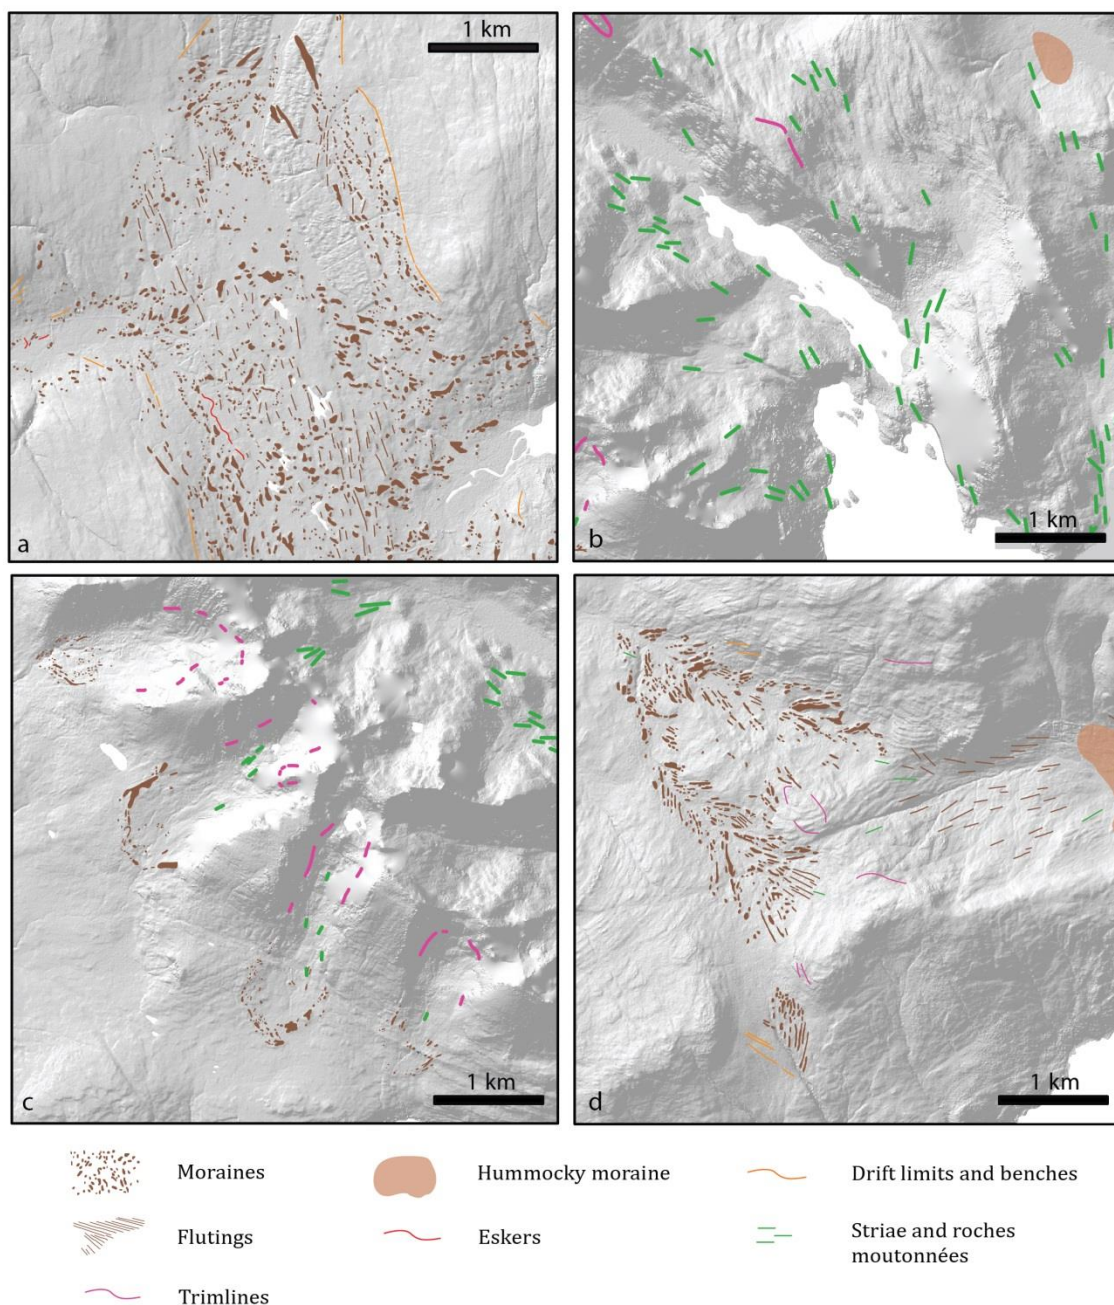 1 km
a
b
1 km
c
1 km
d
1 km
Moraines
Hummocky moraine
Drift limits and benches
Flutings
Eskers
Striae and roches
moutonnées
Trimlines